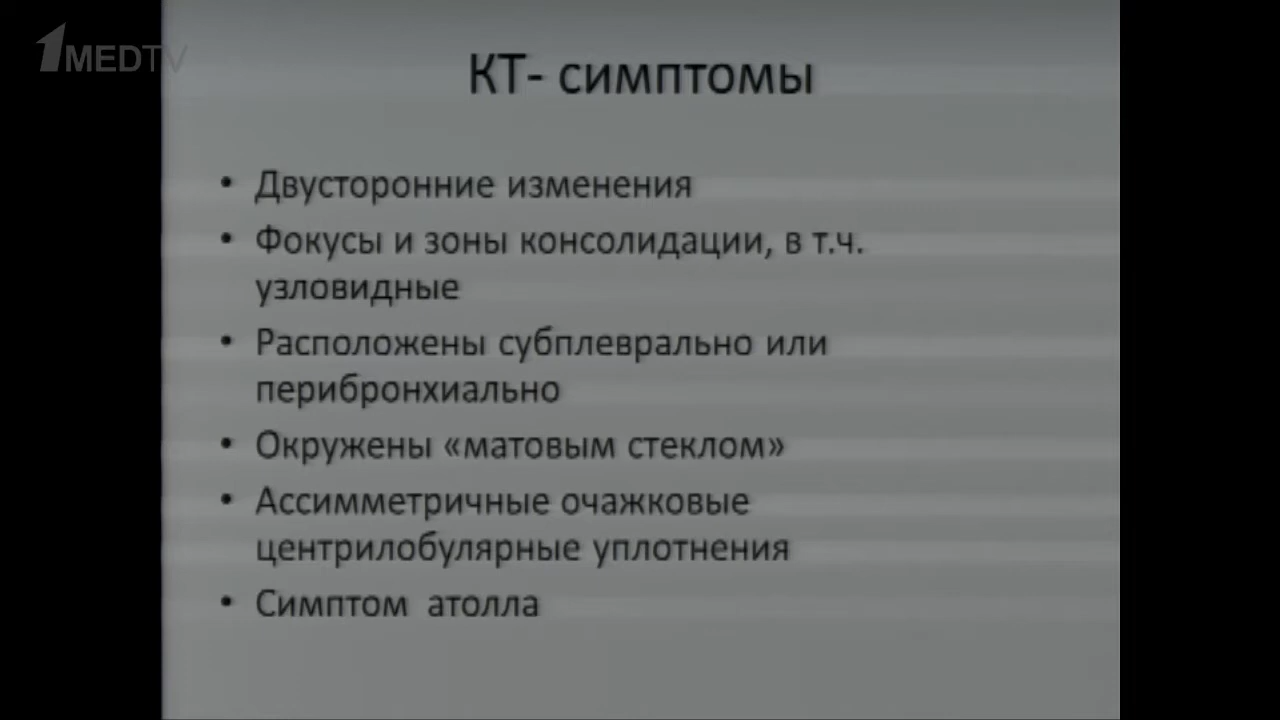 1MEDTV
КТ- симптомы
• Двусторонние изменения
• Фокусы и зоны консолидации, в т.ч.
узловидные
• Расположены субплеврально или
перибронхиально
• Окружены «матовым стеклом»
• Ассимметричные очажковые
центрилобулярные уплотнения
• Симптом атолла